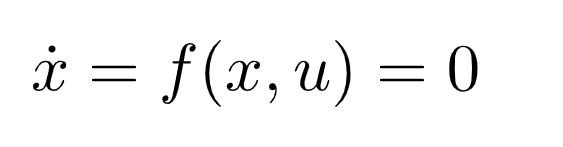 ẋ = f(x, u) = 0